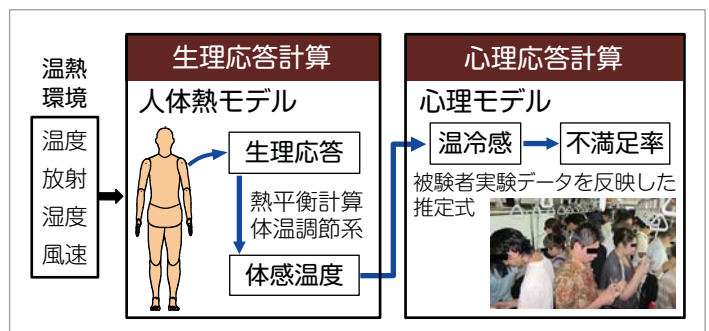 温熱
環境
温度
放射
湿度
風速
生理応答計算
人体熱モデル
生理応答
熱平衡計算
体温調節系
体感温度
心理応答計算
心理モデル
温冷感
不満足率
被験者実験データを反映した
推定式